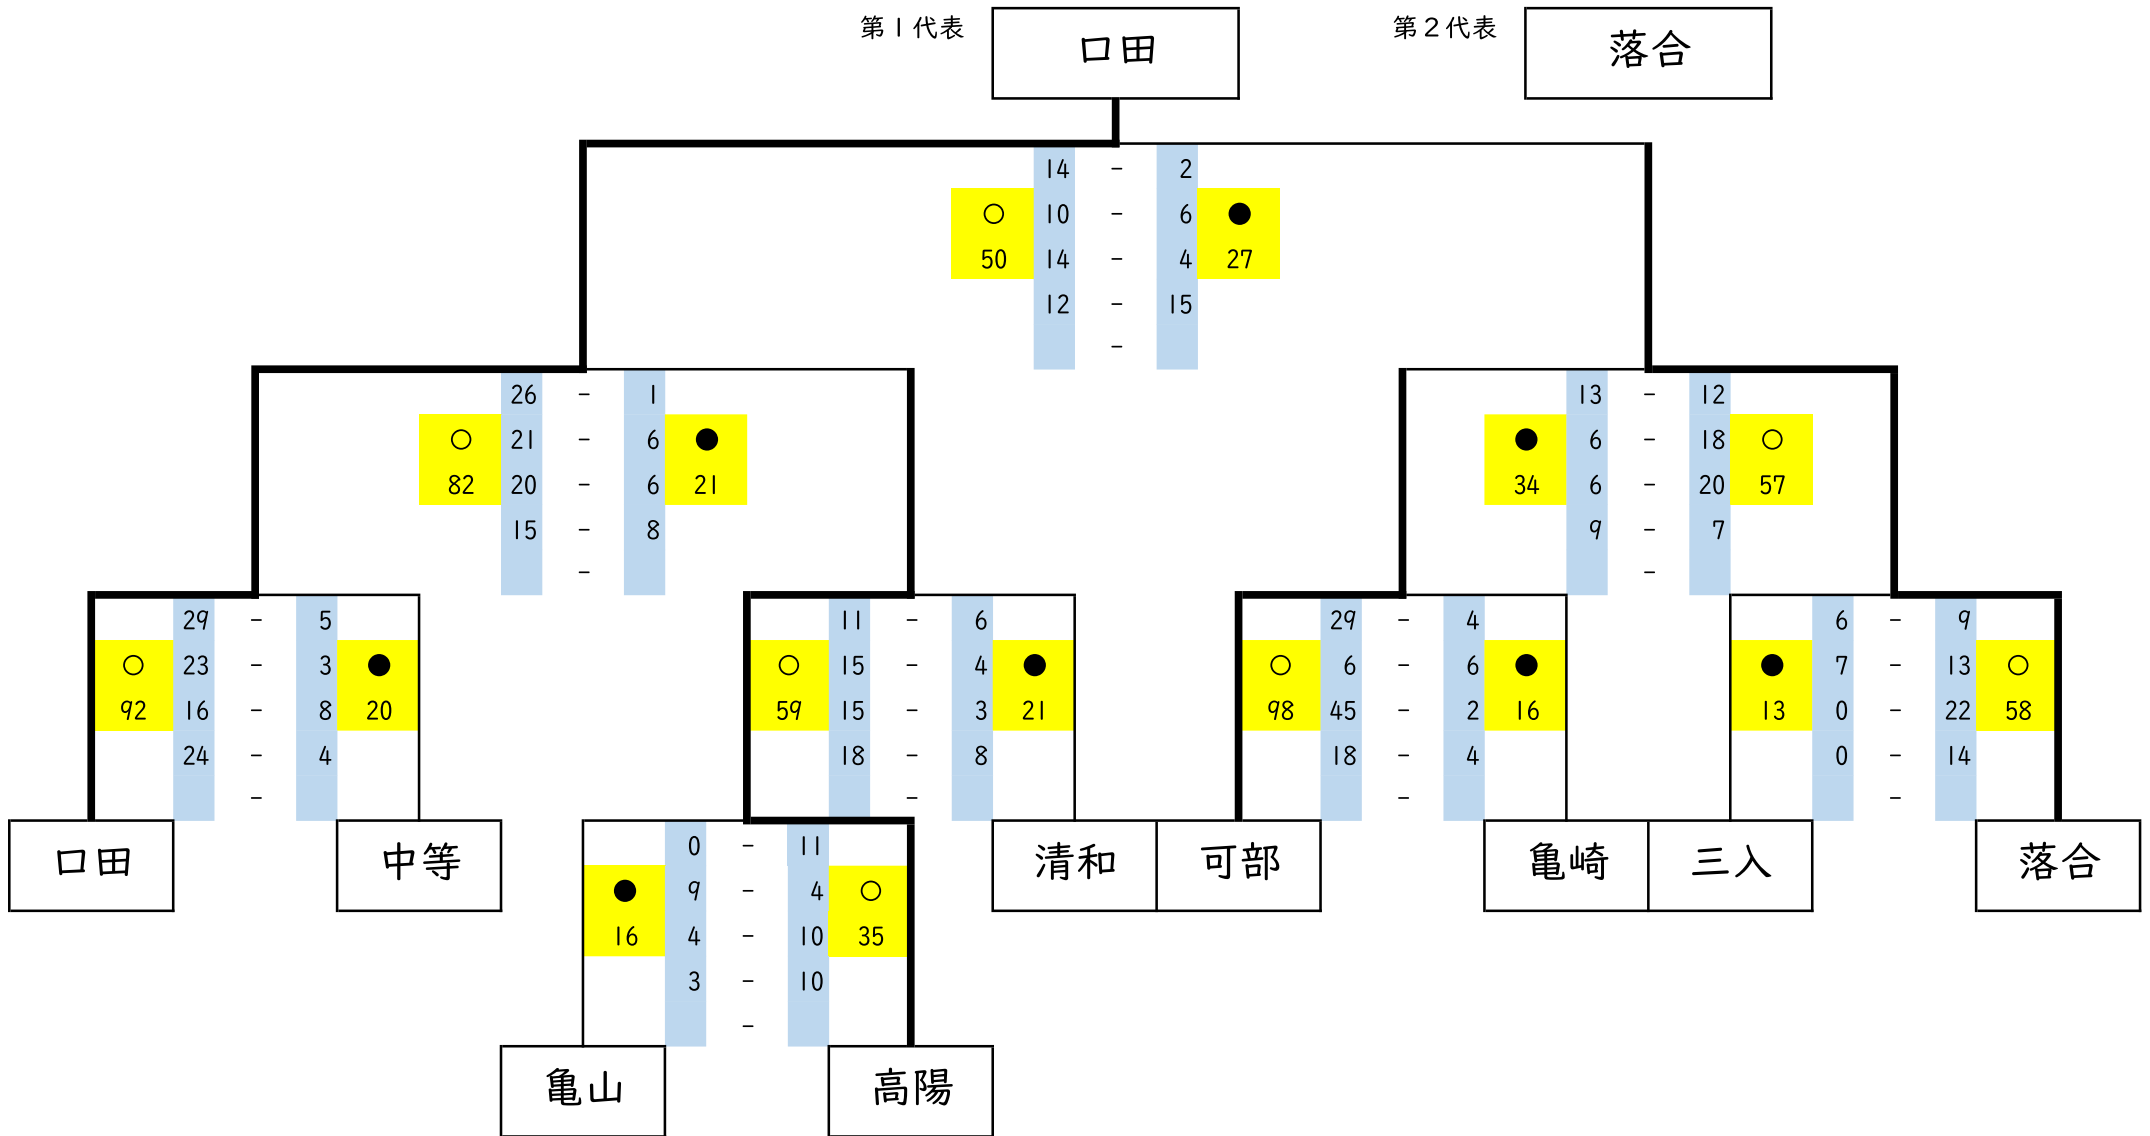 第1代表 口田 第2代表 落合
14 - 2
○ 10 - 6 ●
50 14 - 4 27
12 - 15
-
26 - 1 13 - 12
○ 21 - 6 ● ● 6 - 18 ○
82 20 - 6 21 34 6 - 20 57
15 - 8 9 - 7
- -
29 - 5 11 - 6 29 - 4 6 - 9
○ 23 - 3 ● ○ 15 - 4 ● ○ 6 - 6 ● ● 7 - 13 ○
92 16 - 8 20 59 15 - 3 21 98 45 - 2 16 13 0 - 22 58
24 - 4 18 - 8 18 - 4 0 - 14
- - - -
口田 中等 清和 可部 亀崎 三入 落合
0 - 11
● 9 - 4 ○
16 4 - 10 35
3 - 10
-
亀山 高陽